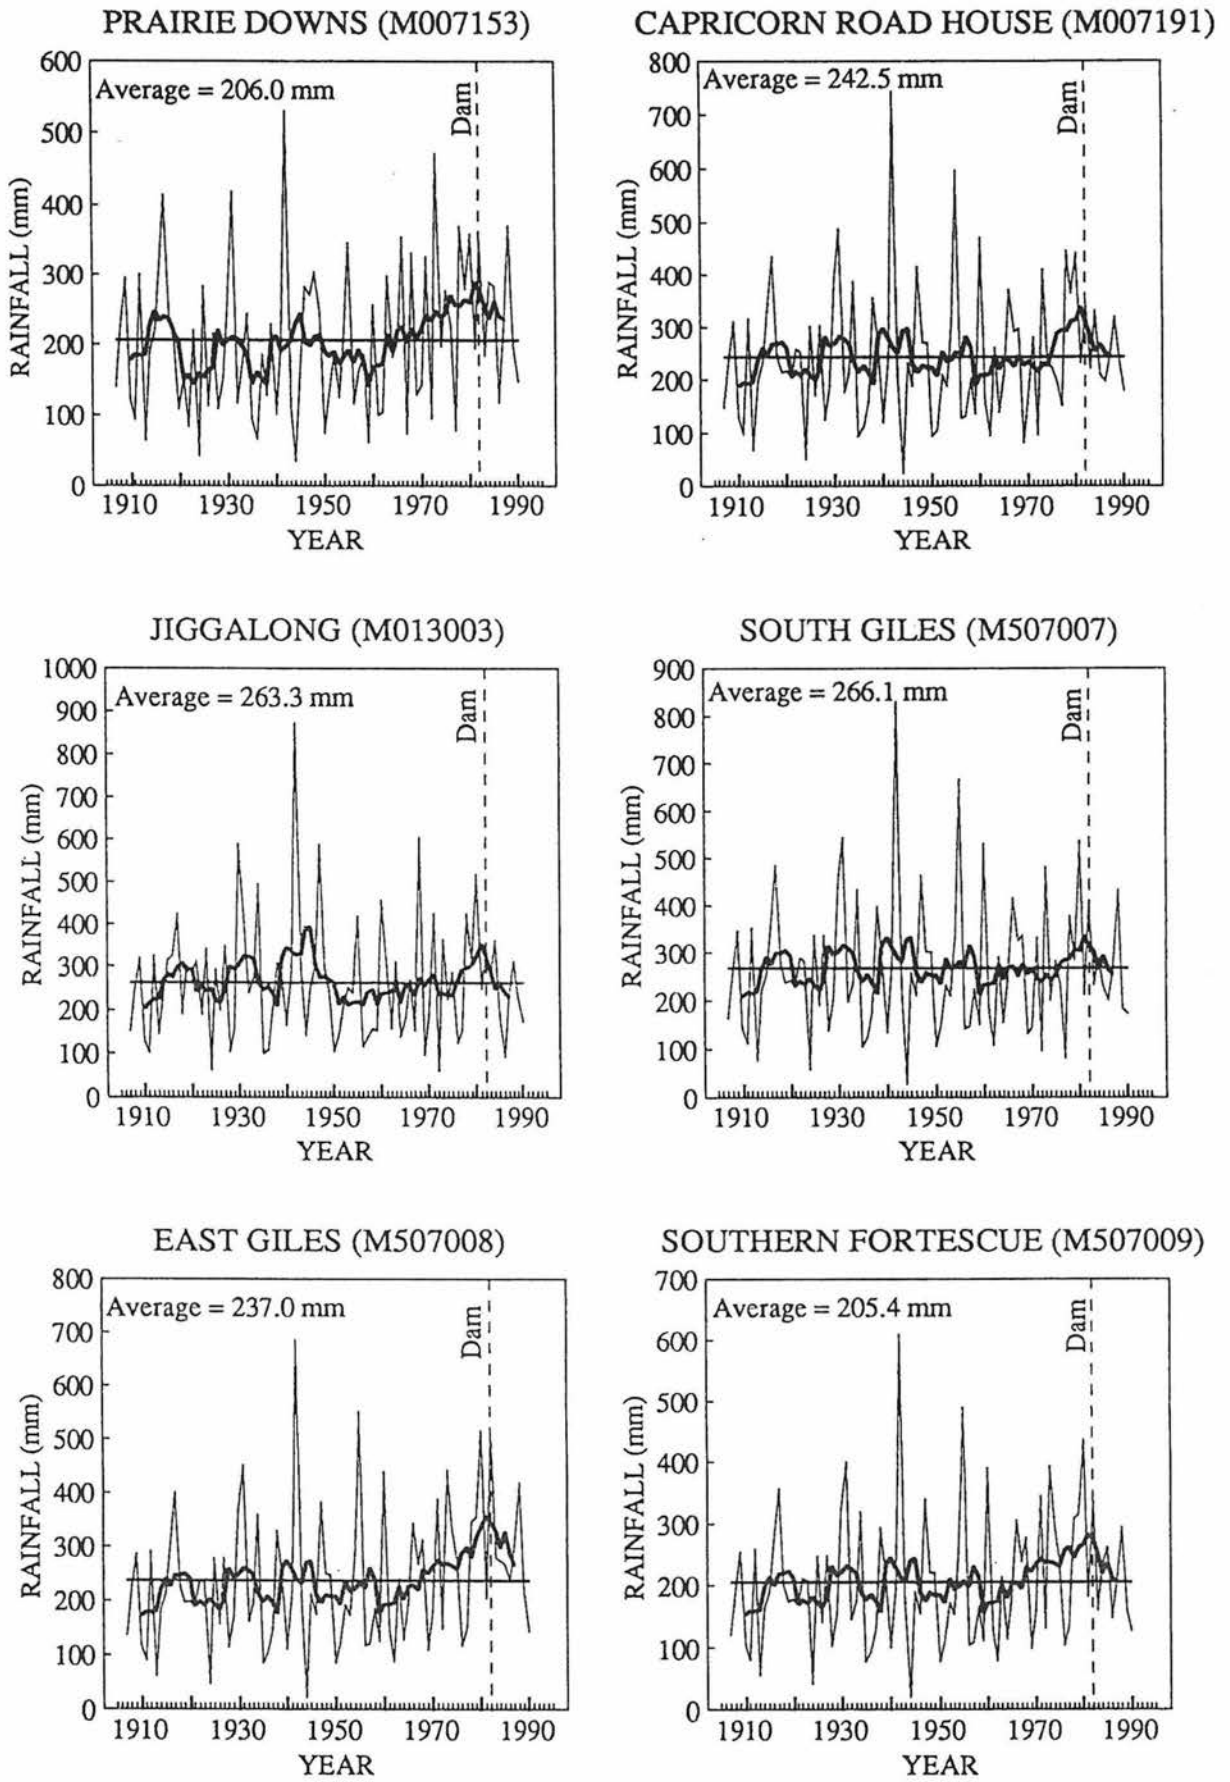 PRAIRIE DOWNS (M007153)
600
500
400
300
200
100
0
RAINFALL (mm)
Average = 206.0 mm
Dam
1910 1930 1950 1970 1990
YEAR
CAPRICORN ROAD HOUSE (M007191)
800
700
600
500
400
300
200
100
0
RAINFALL (mm)
Average = 242.5 mm
Dam
1910 1930 1950 1970 1990
YEAR
JIGGALONG (M013003)
1000
900
800
700
600
500
400
300
200
100
0
RAINFALL (mm)
Average = 263.3 mm
Dam
1910 1930 1950 1970 1990
YEAR
SOUTH GILES (M507007)
900
800
700
600
500
400
300
200
100
0
RAINFALL (mm)
Average = 266.1 mm
Dam
1910 1930 1950 1970 1990
YEAR
EAST GILES (M507008)
800
700
600
500
400
300
200
100
0
RAINFALL (mm)
Average = 237.0 mm
Dam
1910 1930 1950 1970 1990
YEAR
SOUTHERN FORTESCUE (M507009)
700
600
500
400
300
200
100
0
RAINFALL (mm)
Average = 205.4 mm
Dam
1910 1930 1950 1970 1990
YEAR